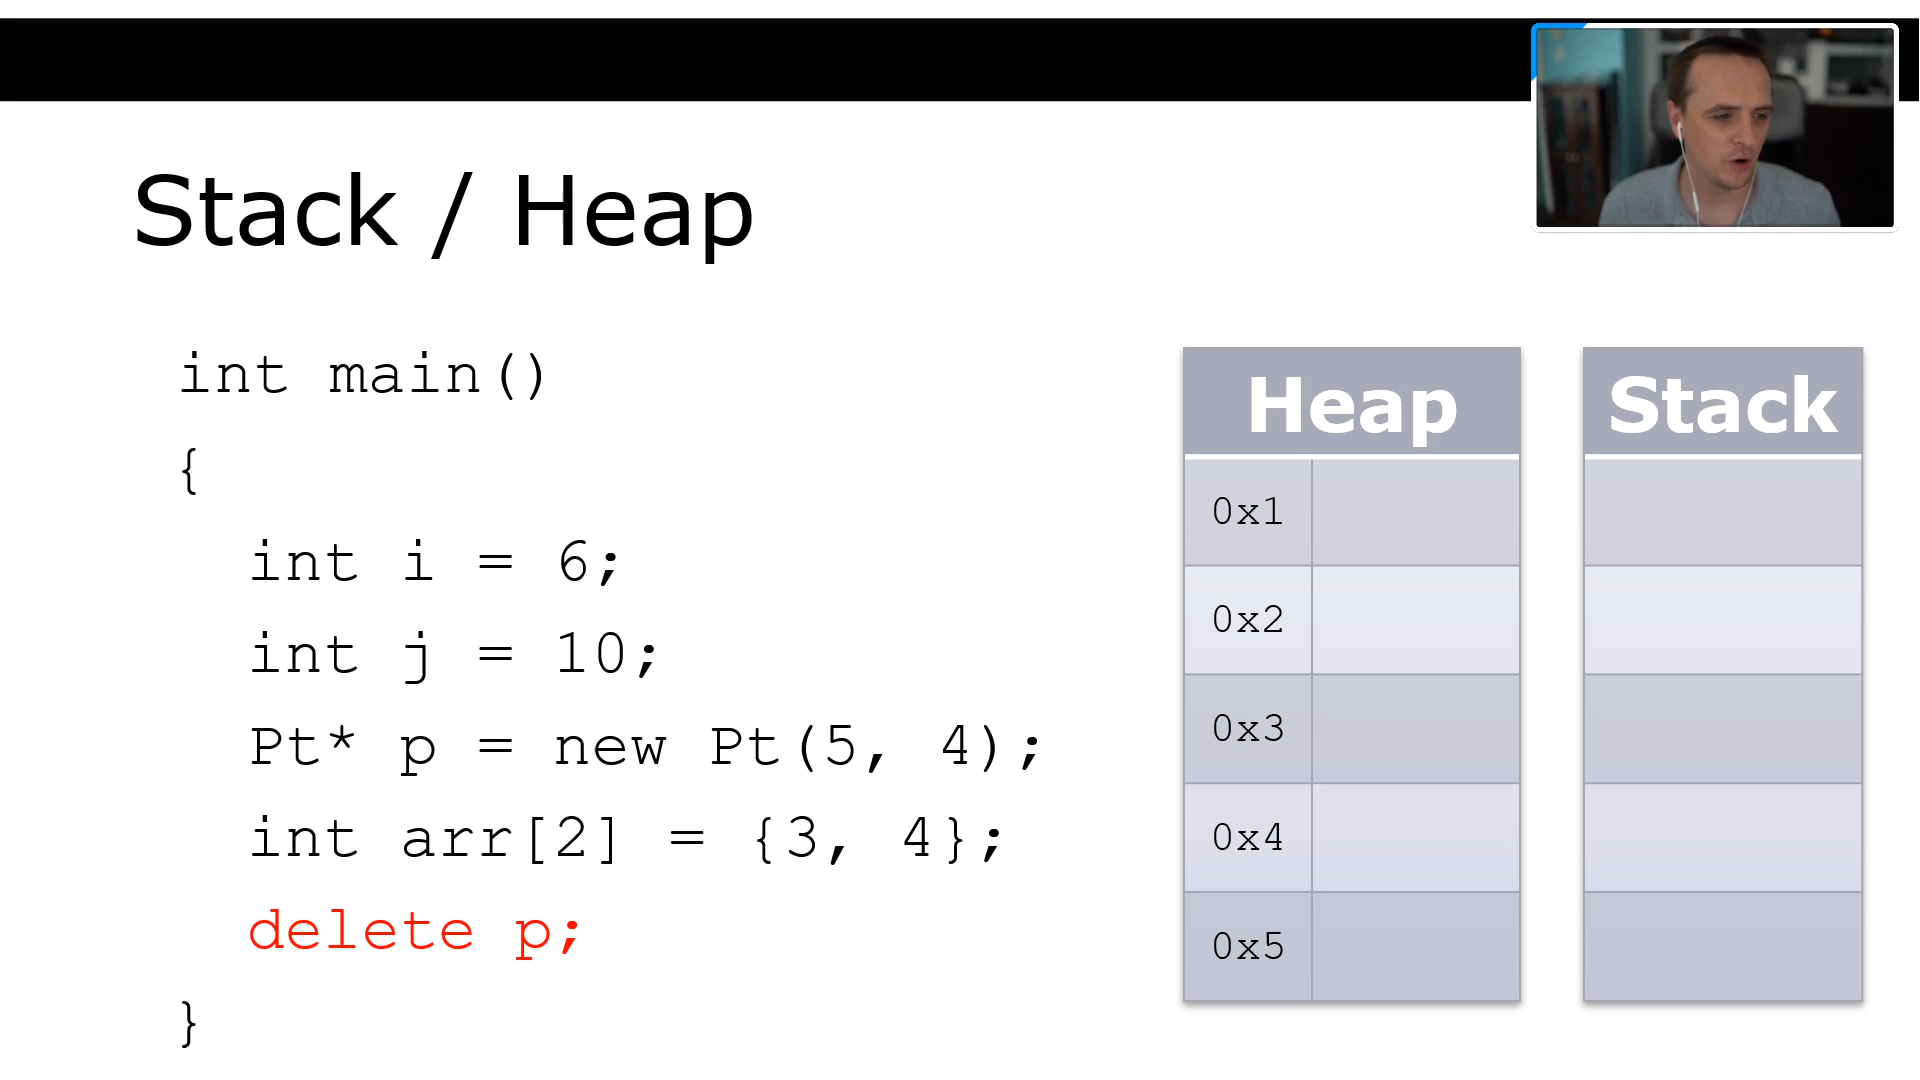 Stack / Heap
int main()
{
int i = 6;
int j = 10;
Pt* p = new Pt(5, 4);
int arr[2] = {3, 4};
delete p;
}
Heap
0x1
0x2
0x3
0x4
0x5
Stack